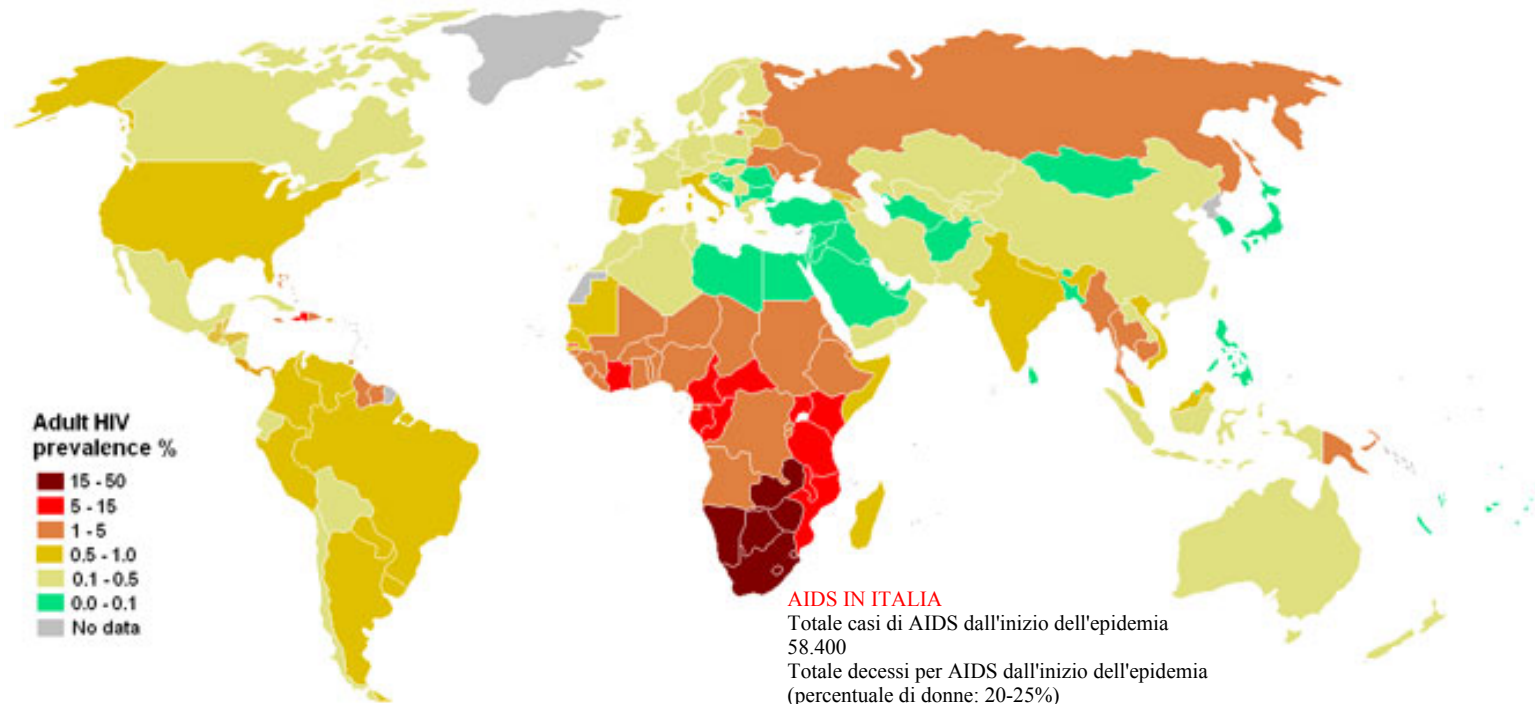 Adult HIV
prevalence %
15 - 50
5 - 15
1 - 5
0.5 - 1.0
0.1 - 0.5
0.0 - 0.1
No data
AIDS IN ITALIA
Totale casi di AIDS dall'inizio dell'epidemia
58.400
Totale decessi per AIDS dall'inizio dell'epidemia
(percentuale di donne: 20-25%)